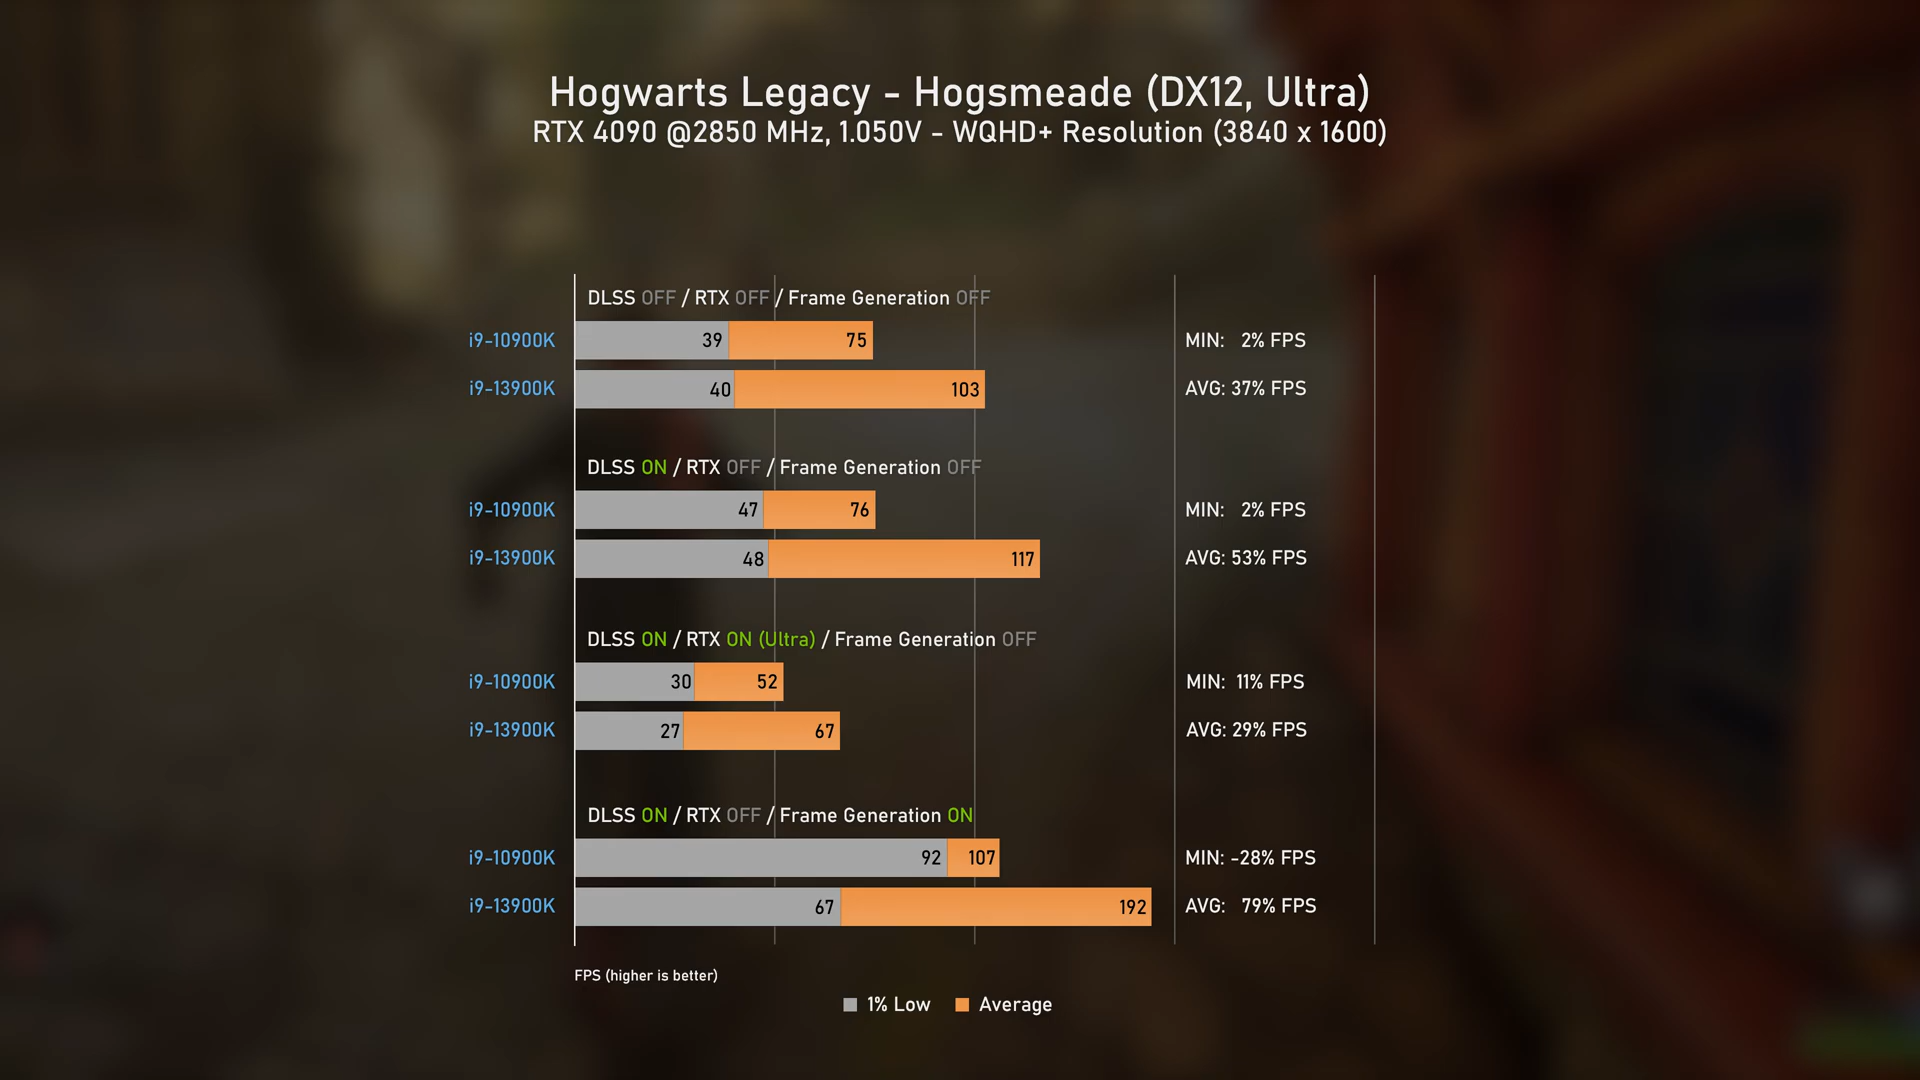 Hogwarts Legacy - Hogsmeade (DX12, Ultra)
RTX 4090 @2850 MHz, 1.050V - WQHD+ Resolution (3840 x 1600)
DLSS OFF / RTX OFF / Frame Generation OFF
i9-10900K 39 75 MIN: 2% FPS
i9-13900K 40 103 AVG: 37% FPS
DLSS ON / RTX OFF / Frame Generation OFF
i9-10900K 47 76 MIN: 2% FPS
i9-13900K 48 117 AVG: 53% FPS
DLSS ON / RTX ON (Ultra) / Frame Generation OFF
i9-10900K 30 52 MIN: 11% FPS
i9-13900K 27 67 AVG: 29% FPS
DLSS ON / RTX OFF / Frame Generation ON
i9-10900K 92 107 MIN: -28% FPS
i9-13900K 67 192 AVG: 79% FPS
FPS (higher is better)
1% Low Average